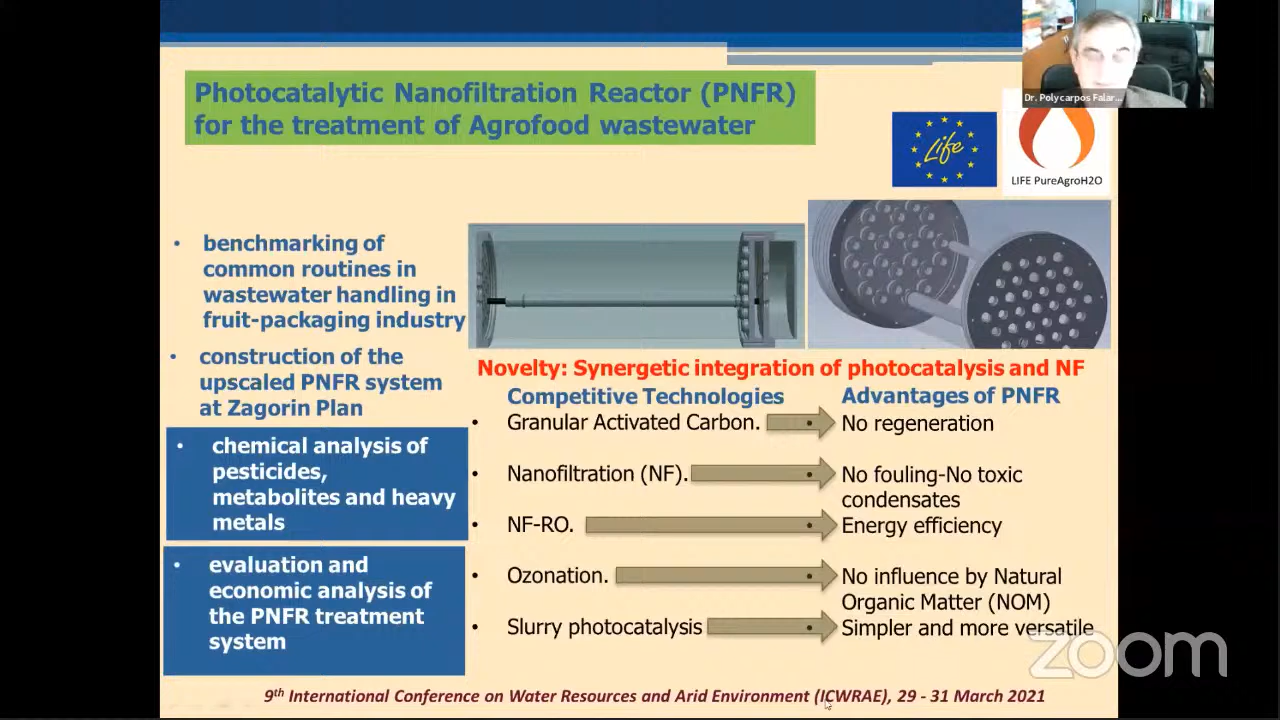 Photocatalytic Nanofiltration Reactor (PNFR)
for the treatment of Agrofood wastewater
Dr. Polycarpos Falar...
Life
LIFE PureAgroH2O
• benchmarking of
common routines in
wastewater handling in
fruit-packaging industry
• construction of the
upscaled PNFR system
at Zagorin Plan
• chemical analysis of
pesticides,
metabolites and heavy
metals
• evaluation and
economic analysis of
the PNFR treatment
system
Novelty: Synergetic integration of photocatalysis and NF
Competitive Technologies
Advantages of PNFR
• Granular Activated Carbon.
• No regeneration
• Nanofiltration (NF).
• No fouling-No toxic
condensates
• NF-RO.
• Energy efficiency
• Ozonation.
• No influence by Natural
Organic Matter (NOM)
• Slurry photocatalysis
• Simpler and more versatile
zoom
9th International Conference on Water Resources and Arid Environment (ICWRAE), 29 - 31 March 2021